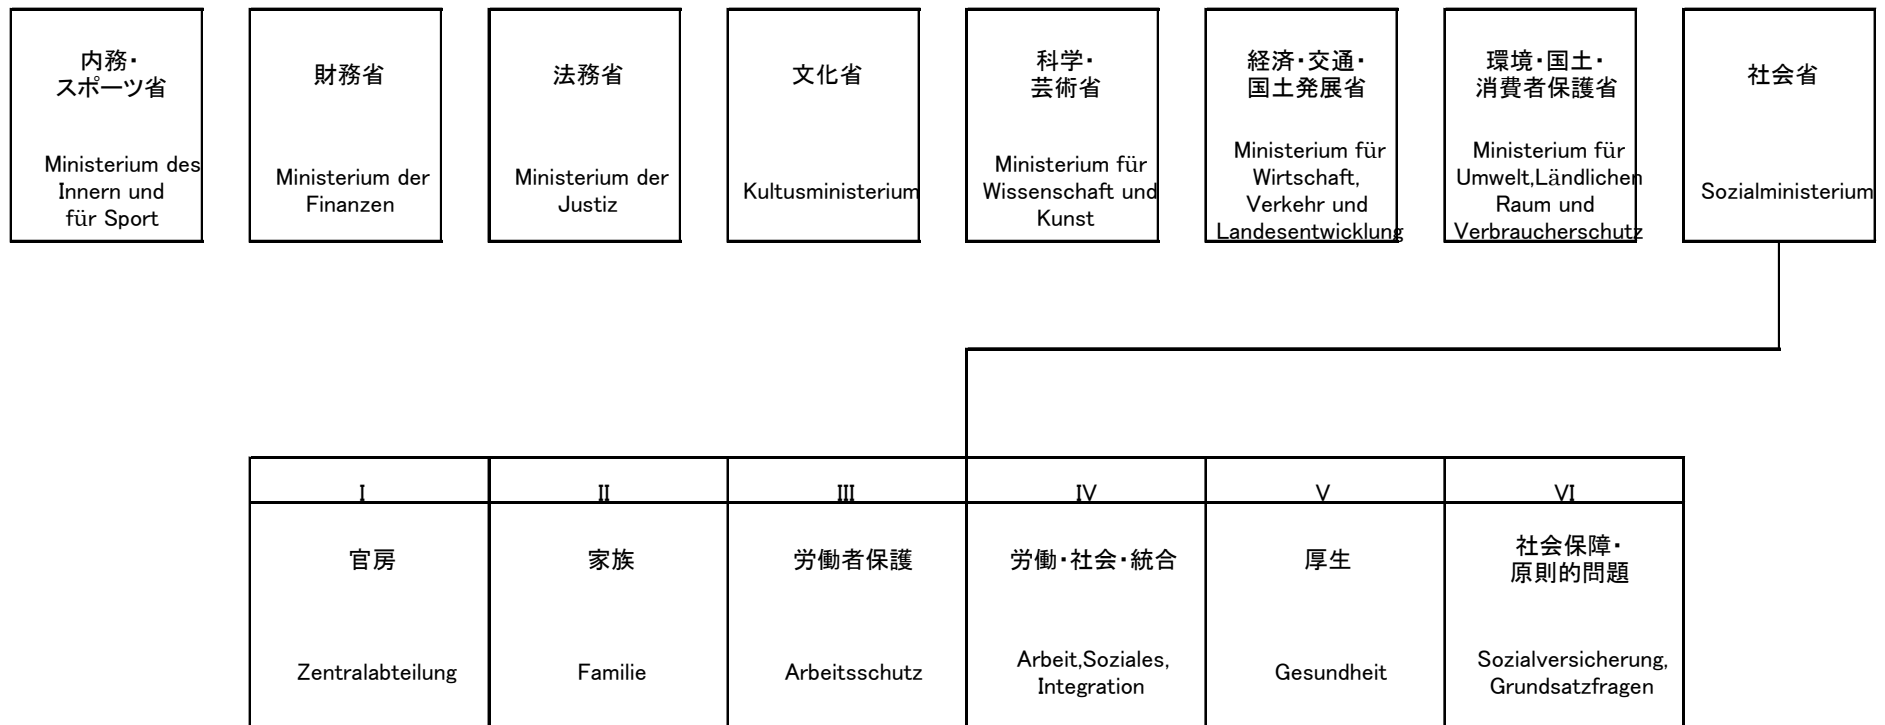 内務・
スポーツ省
Ministerium des
Innern und
für Sport
財務省
Ministerium der
Finanzen
法務省
Ministerium der
Justiz
文化省
Kultusministerium
科学・
芸術省
Ministerium für
Wissenschaft und
Kunst
経済・交通・
国土発展省
Ministerium für
Wirtschaft,
Verkehr und
Landesentwicklung
環境・国土・
消費者保護省
Ministerium für
Umwelt,Ländlichen
Raum und
Verbraucherschutz
社会省
Sozialministerium
I
官房
Zentralabteilung
II
家族
Familie
III
労働者保護
Arbeitsschutz
IV
労働・社会・統合
Arbeit,Soziales,
Integration
V
厚生
Gesundheit
VI
社会保障・
原則的問題
Sozialversicherung,
Grundsatzfragen